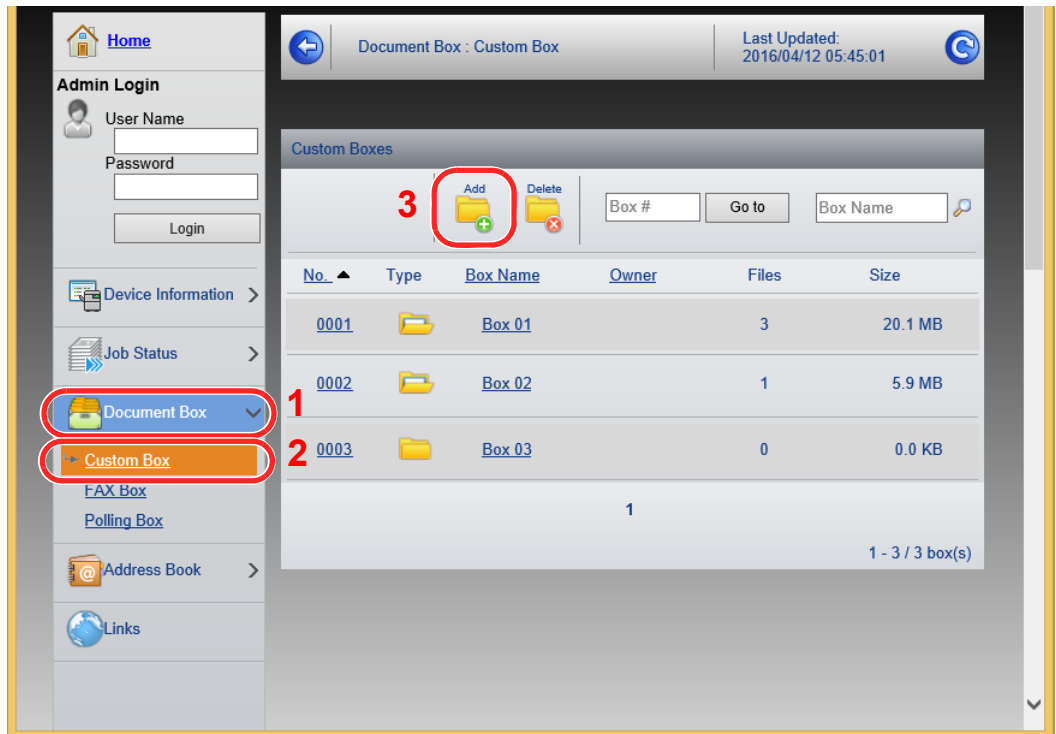 Home
Document Box : Custom Box
Last Updated:
2016/04/12 05:45:01
Admin Login
User Name
Password
Login
Device Information
Job Status
Document Box
1
Custom Box
2
FAX Box
Polling Box
Address Book
Links
Custom Boxes
3
Add
Delete
Box #
Go to
Box Name
No. Type Box Name Owner Files Size
0001 Box 01 3 20.1 MB
0002 Box 02 1 5.9 MB
0003 Box 03 0 0.0 KB
1
1 - 3 / 3 box(s)